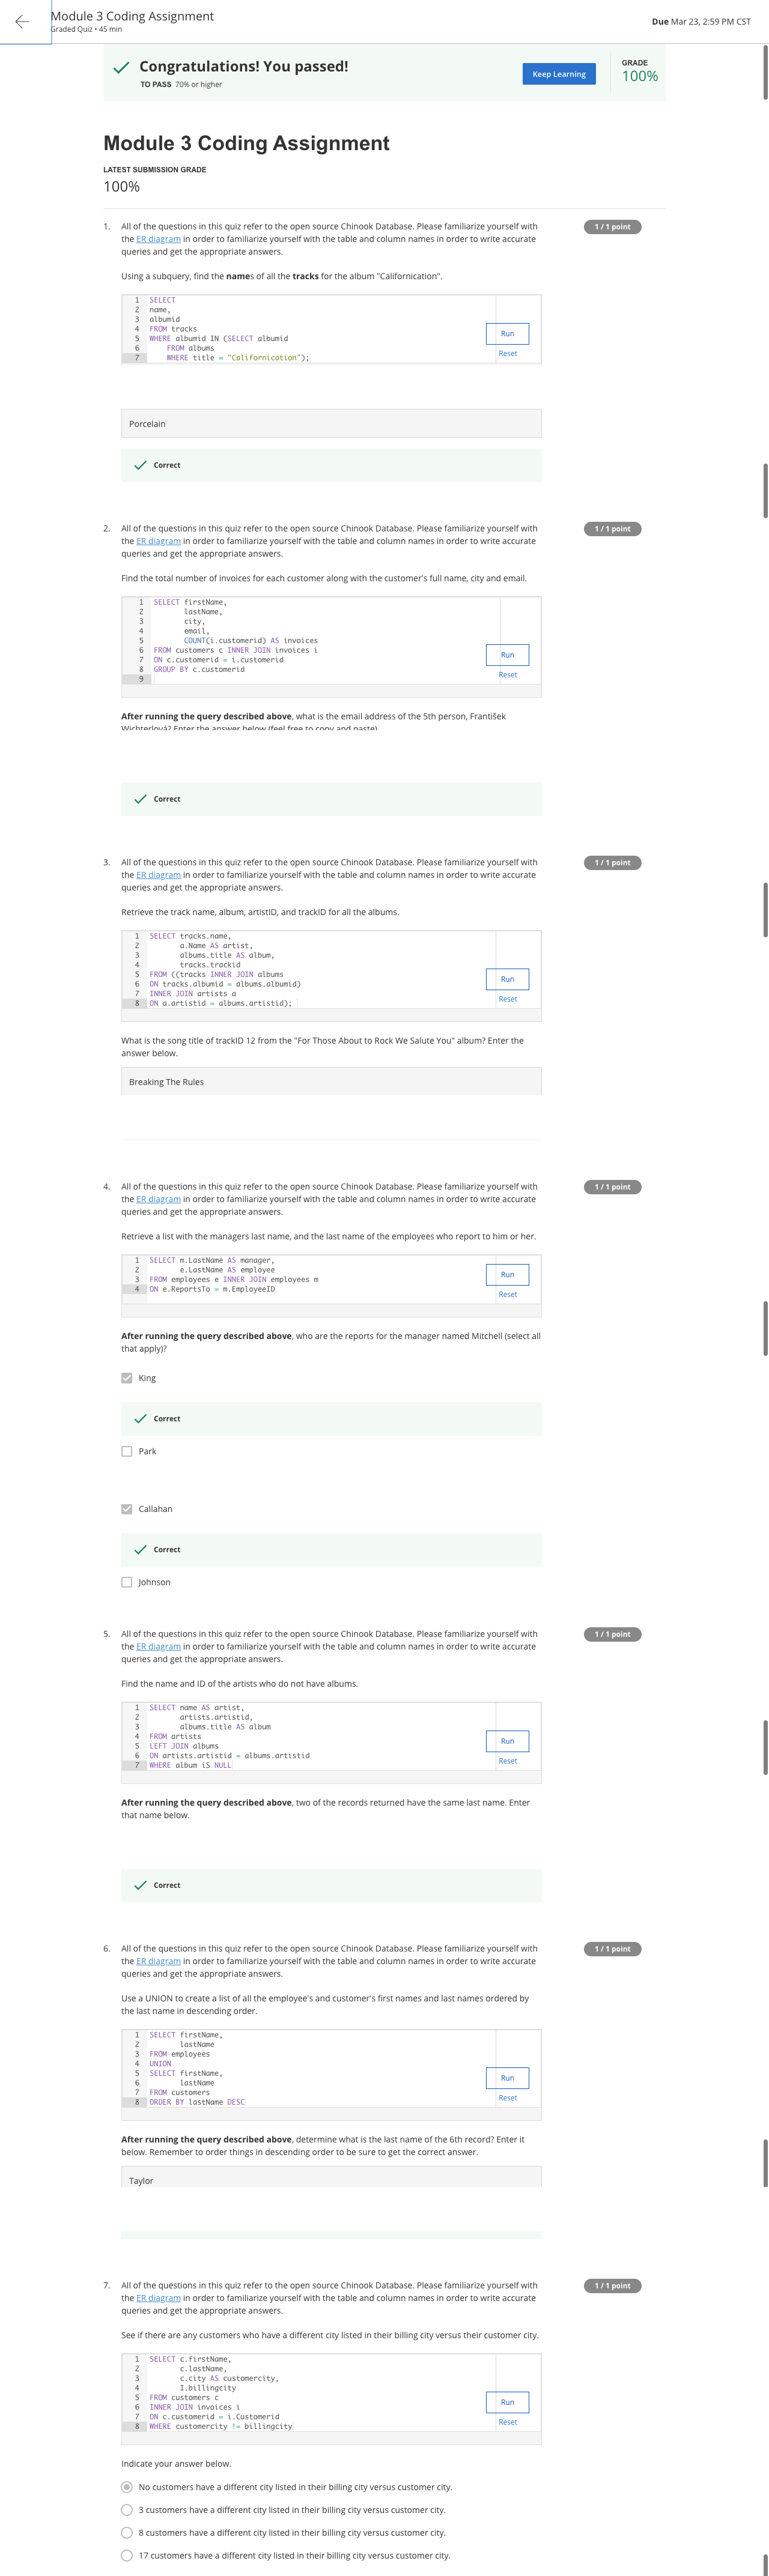 Module 3 Coding Assignment
Graded Quiz • 45 min
Due Mar 23, 2:59 PM CST
Congratulations! You passed!
TO PASS 70% or higher
Keep Learning
GRADE
100%
Module 3 Coding Assignment
LATEST SUBMISSION GRADE
100%
1. All of the questions in this quiz refer to the open source Chinook Database. Please familiarize yourself with
the ER diagram in order to familiarize yourself with the table and column names in order to write accurate
queries and get the appropriate answers.
1 / 1 point
Using a subquery, find the names of all the tracks for the album "Californication".
1 SELECT
2 name,
3 albumid
4 FROM tracks
5 WHERE albumid IN (SELECT albumid
6 FROM albums
7 WHERE title = "Californication");
Run
Reset
Porcelain
Correct
2. All of the questions in this quiz refer to the open source Chinook Database. Please familiarize yourself with
the ER diagram in order to familiarize yourself with the table and column names in order to write accurate
queries and get the appropriate answers.
1 / 1 point
Find the total number of invoices for each customer along with the customer's full name, city and email.
1 SELECT firstName,
2 lastName,
3 city,
4 email,
5 COUNT(i.customerid) AS invoices
6 FROM customers c INNER JOIN invoices i
7 ON c.customerid = i.customerid
8 GROUP BY c.customerid
9
Run
Reset
After running the query described above, what is the email address of the 5th person, František
Wichterlová? Enter the answer below (feel free to copy and paste).
Correct
3. All of the questions in this quiz refer to the open source Chinook Database. Please familiarize yourself with
the ER diagram in order to familiarize yourself with the table and column names in order to write accurate
queries and get the appropriate answers.
1 / 1 point
Retrieve the track name, album, artistID, and trackID for all the albums.
1 SELECT tracks.name,
2 a.Name AS artist,
3 albums.title AS album,
4 tracks.trackid
5 FROM ((tracks INNER JOIN albums
6 ON tracks.albumid = albums.albumid)
7 INNER JOIN artists a
8 ON a.artistid = albums.artistid);
Run
Reset
What is the song title of trackID 12 from the "For Those About to Rock We Salute You" album? Enter the
answer below.
Breaking The Rules
4. All of the questions in this quiz refer to the open source Chinook Database. Please familiarize yourself with
the ER diagram in order to familiarize yourself with the table and column names in order to write accurate
queries and get the appropriate answers.
1 / 1 point
Retrieve a list with the managers last name, and the last name of the employees who report to him or her.
1 SELECT m.LastName AS manager,
2 e.LastName AS employee
3 FROM employees e INNER JOIN employees m
4 ON e.ReportsTo = m.EmployeeID
Run
Reset
After running the query described above, who are the reports for the manager named Mitchell (select all
that apply)?
King
Correct
Park
Callahan
Correct
Johnson
5. All of the questions in this quiz refer to the open source Chinook Database. Please familiarize yourself with
the ER diagram in order to familiarize yourself with the table and column names in order to write accurate
queries and get the appropriate answers.
1 / 1 point
Find the name and ID of the artists who do not have albums.
1 SELECT name AS artist,
2 artists.artistid,
3 albums.title AS album
4 FROM artists
5 LEFT JOIN albums
6 ON artists.artistid = albums.artistid
7 WHERE album iS NULL
Run
Reset
After running the query described above, two of the records returned have the same last name. Enter
that name below.
Correct
6. All of the questions in this quiz refer to the open source Chinook Database. Please familiarize yourself with
the ER diagram in order to familiarize yourself with the table and column names in order to write accurate
queries and get the appropriate answers.
1 / 1 point
Use a UNION to create a list of all the employee's and customer's first names and last names ordered by
the last name in descending order.
1 SELECT firstName,
2 lastName
3 FROM employees
4 UNION
5 SELECT firstName,
6 lastName
7 FROM customers
8 ORDER BY lastName DESC
Run
Reset
After running the query described above, determine what is the last name of the 6th record? Enter it
below. Remember to order things in descending order to be sure to get the correct answer.
Taylor
7. All of the questions in this quiz refer to the open source Chinook Database. Please familiarize yourself with
the ER diagram in order to familiarize yourself with the table and column names in order to write accurate
queries and get the appropriate answers.
1 / 1 point
See if there are any customers who have a different city listed in their billing city versus their customer city.
1 SELECT c.firstName,
2 c.lastName,
3 c.city AS customercity,
4 I.billingcity
5 FROM customers c
6 INNER JOIN invoices i
7 ON c.customerid = i.Customerid
8 WHERE customercity != billingcity
Run
Reset
Indicate your answer below.
No customers have a different city listed in their billing city versus customer city.
3 customers have a different city listed in their billing city versus customer city.
8 customers have a different city listed in their billing city versus customer city.
17 customers have a different city listed in their billing city versus customer city.